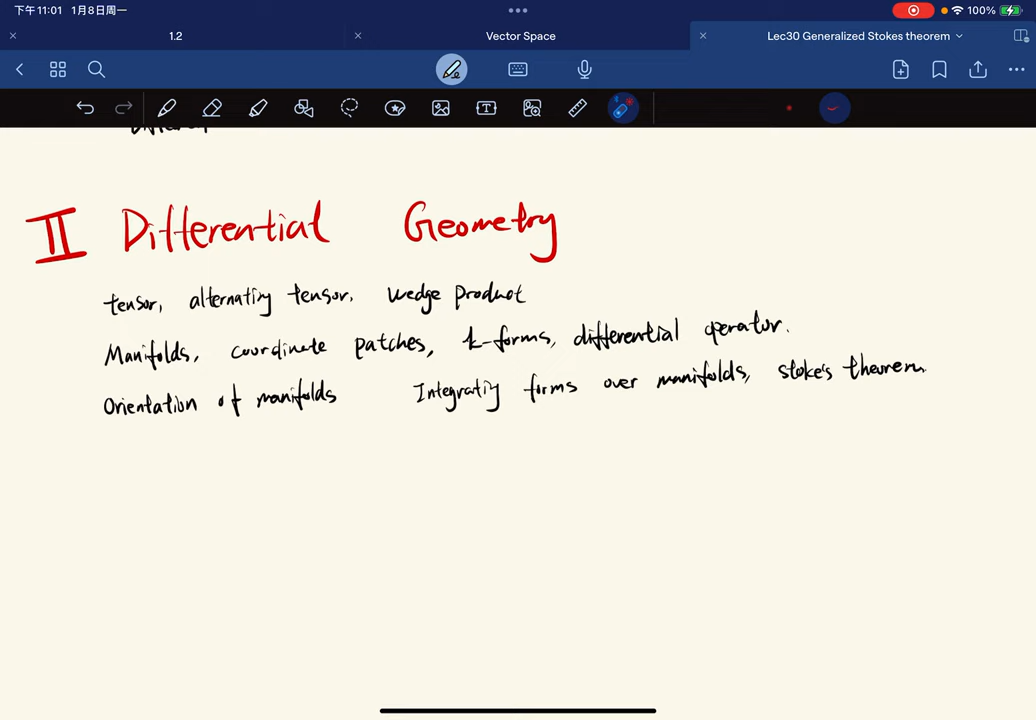 下午11:01 1月8日周一
100%
1.2
Vector Space
Lec30 Generalized Stokes theorem
II Differential Geometry
tensor, alternating tensor, wedge product
Manifolds, coordinate patches, k-forms, differential operator.
Orientation of manifolds Integrating forms over manifolds, stoke's theorem